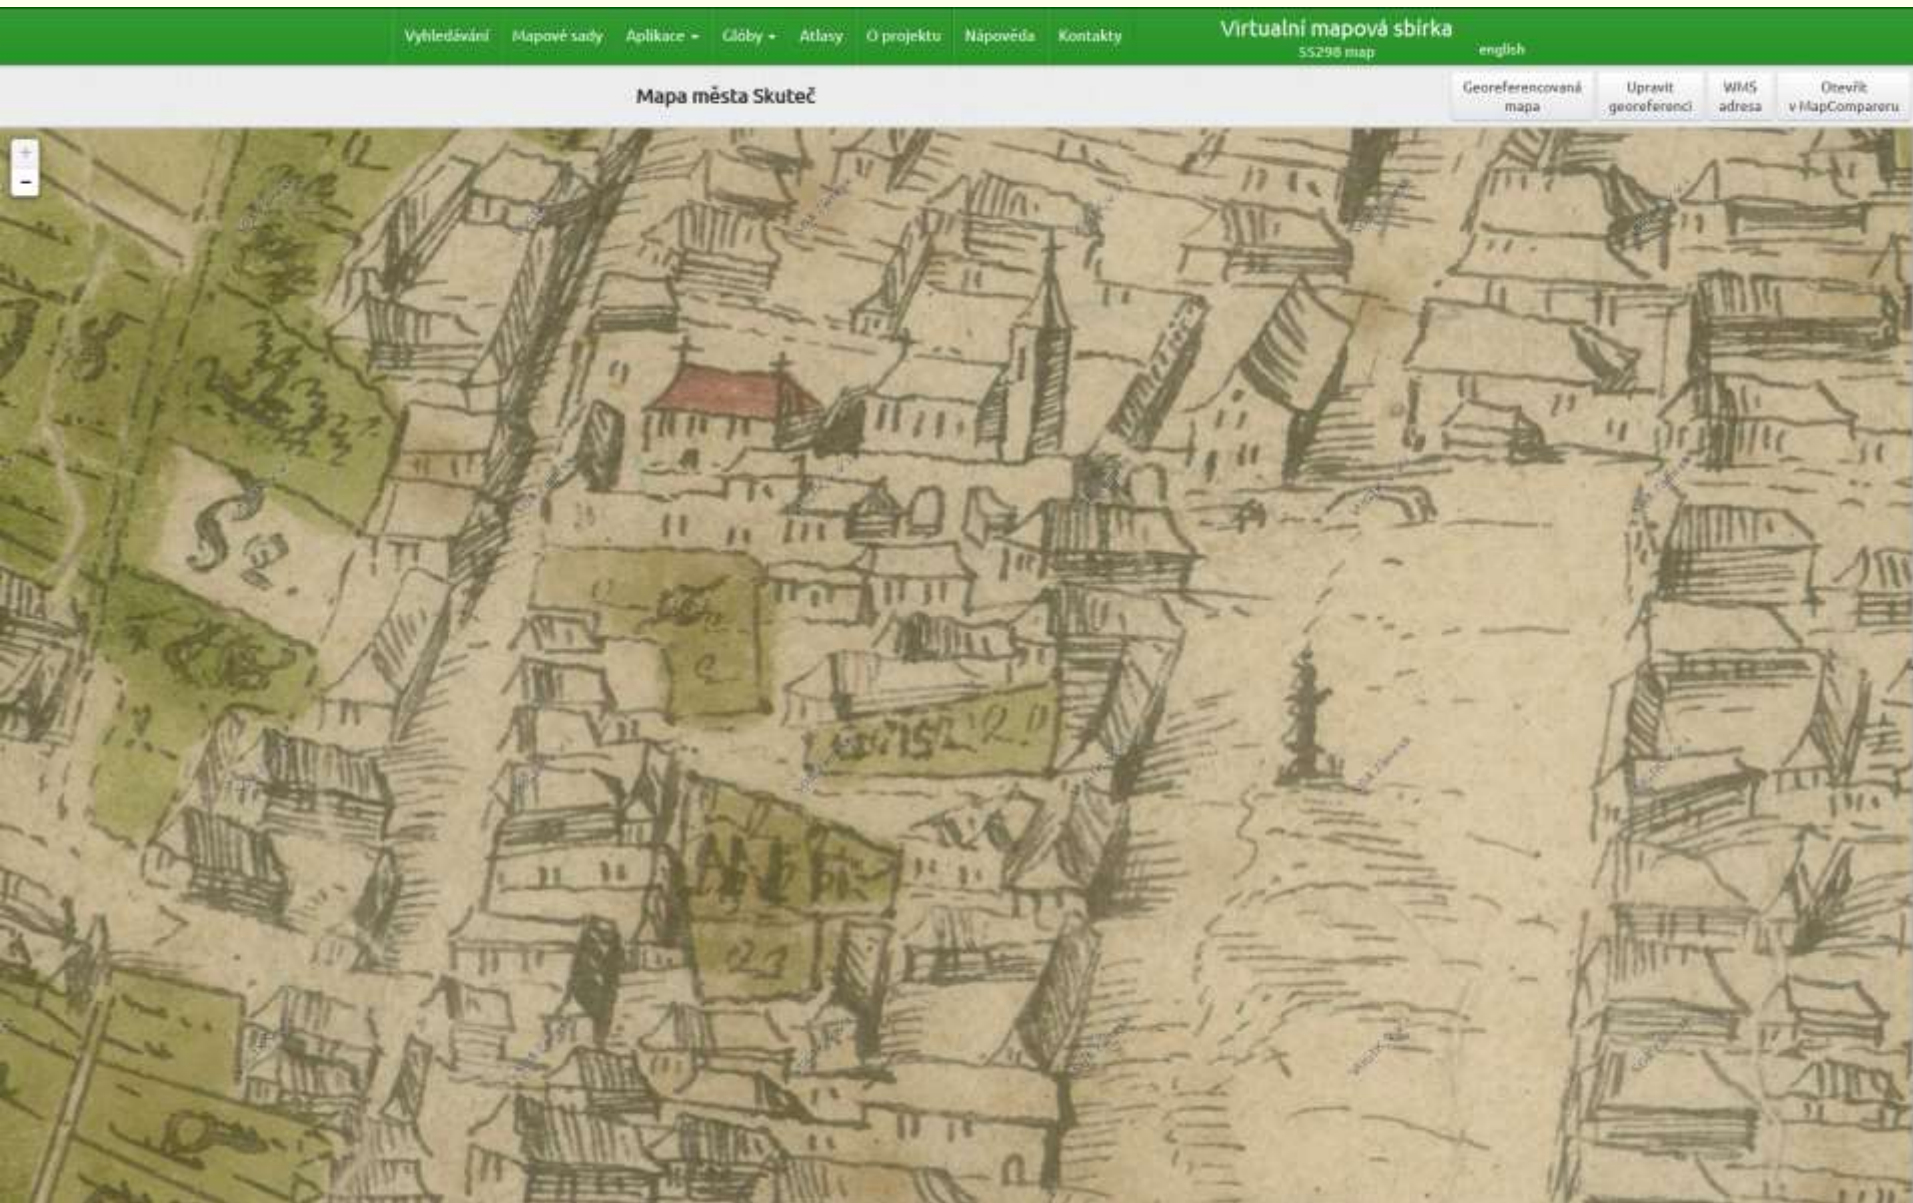 Vyhledávání Mapové sady Aplikace Glóby Atlasy O projektu Nápověda Kontakty
Virtualní mapová sbírka
55298 map
english
Mapa města Skuteč
Georeferencovaná
mapa
Upravit
georeferenci
WMS
adresa
Otevřít
v MapCompareru
+
-